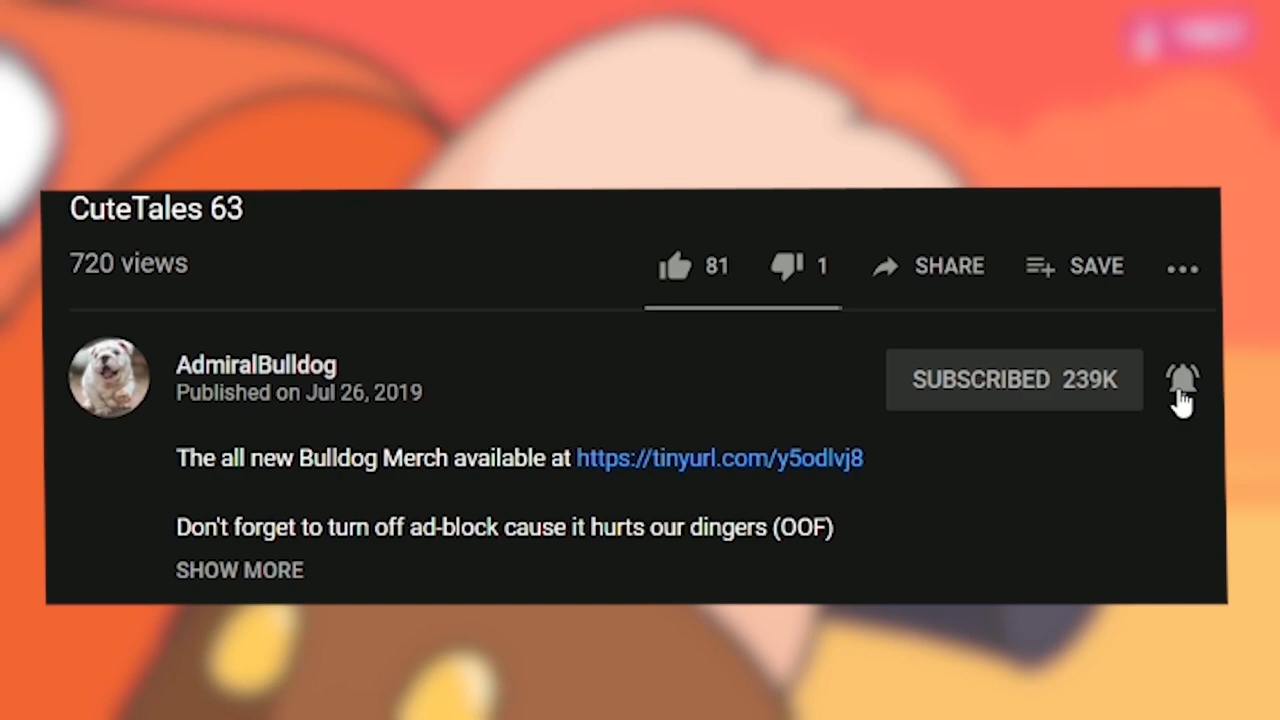 CuteTales 63
720 views
81 1 SHARE SAVE
AdmiralBulldog
Published on Jul 26, 2019
SUBSCRIBED 239K
The all new Bulldog Merch available at https://tinyurl.com/y5odlvj8
Don't forget to turn off ad-block cause it hurts our dingers (OOF)
SHOW MORE